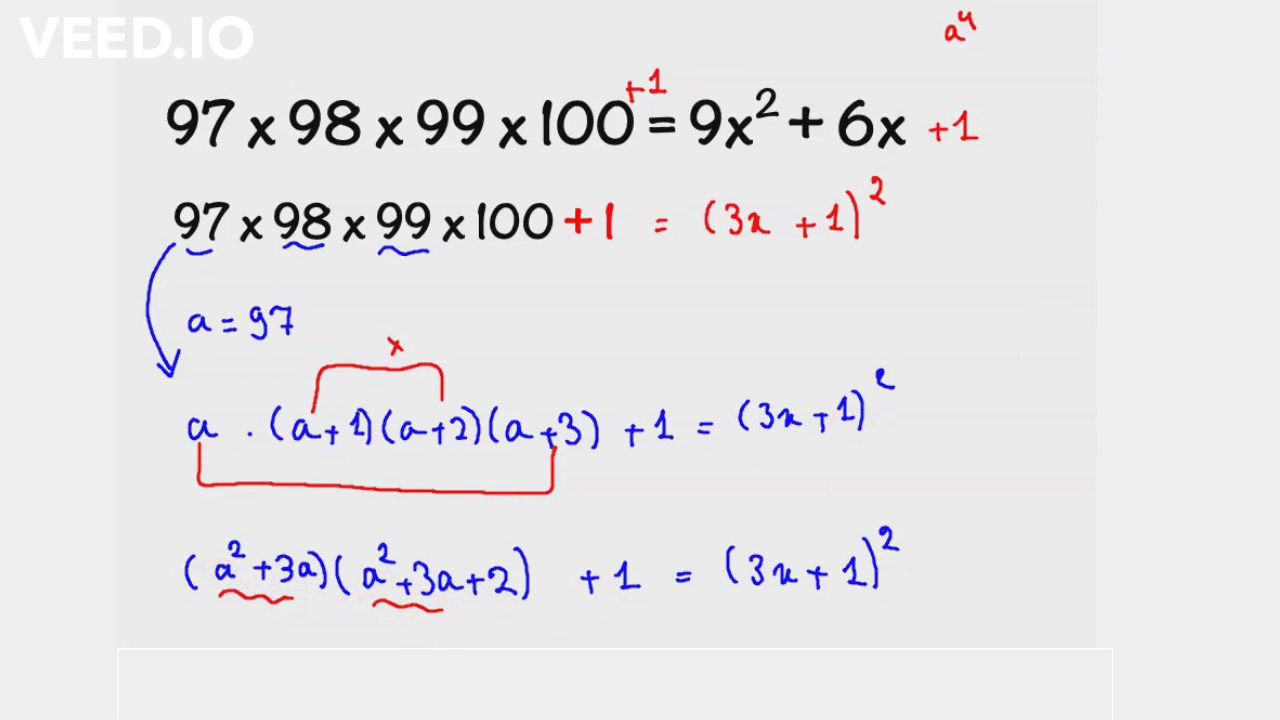 VEED.IO
a⁴
+1
97 x 98 x 99 x 100 = 9x² + 6x +1
97 x 98 x 99 x 100 +1 = (3x + 1)²
a = 97
x
a . (a+1)(a+2)(a+3) +1 = (3x+1)²
(a²+3a)(a²+3a+2) +1 = (3x+1)²